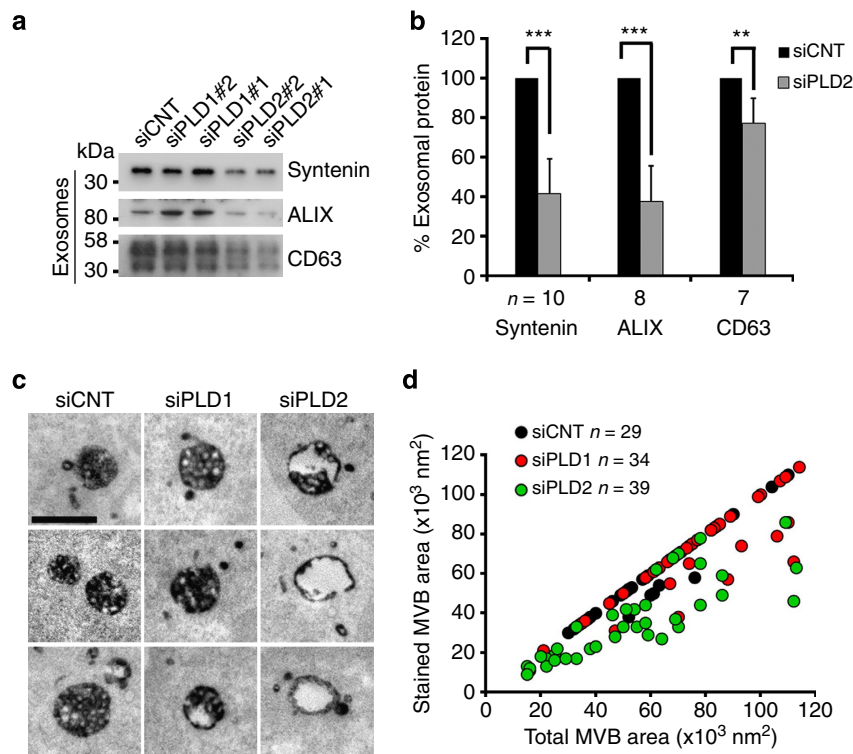 a
siCNT
siPLD1#2
siPLD1#1
siPLD2#2
siPLD2#1
kDa
Exosomes
30
Syntenin
80
ALIX
58
30
CD63
b
% Exosomal protein
120
100
80
60
40
20
0
***
***
**
siCNT
siPLD2
n = 10
8
7
Syntenin
ALIX
CD63
c
siCNT
siPLD1
siPLD2
d
siCNT n = 29
siPLD1 n = 34
siPLD2 n = 39
Stained MVB area (x10³ nm²)
120
100
80
60
40
20
0
0
20
40
60
80
100
120
Total MVB area (x10³ nm²)